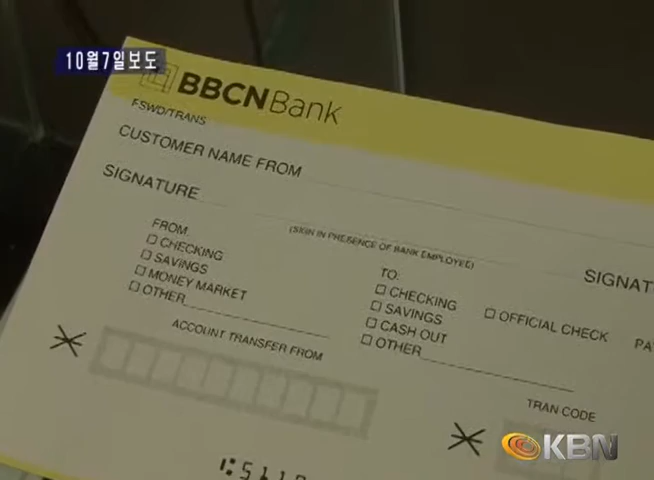 10월7일보도
BBCN Bank
FSWD/TRANS
CUSTOMER NAME FROM
SIGNATURE
(SIGN IN PRESENCE OF BANK EMPLOYEE)
SIGNAT
FROM:
CHECKING
SAVINGS
MONEY MARKET
OTHER
TO:
CHECKING
SAVINGS
CASH OUT
OTHER
OFFICIAL CHECK
ACCOUNT TRANSFER FROM
TRAN CODE
KBN